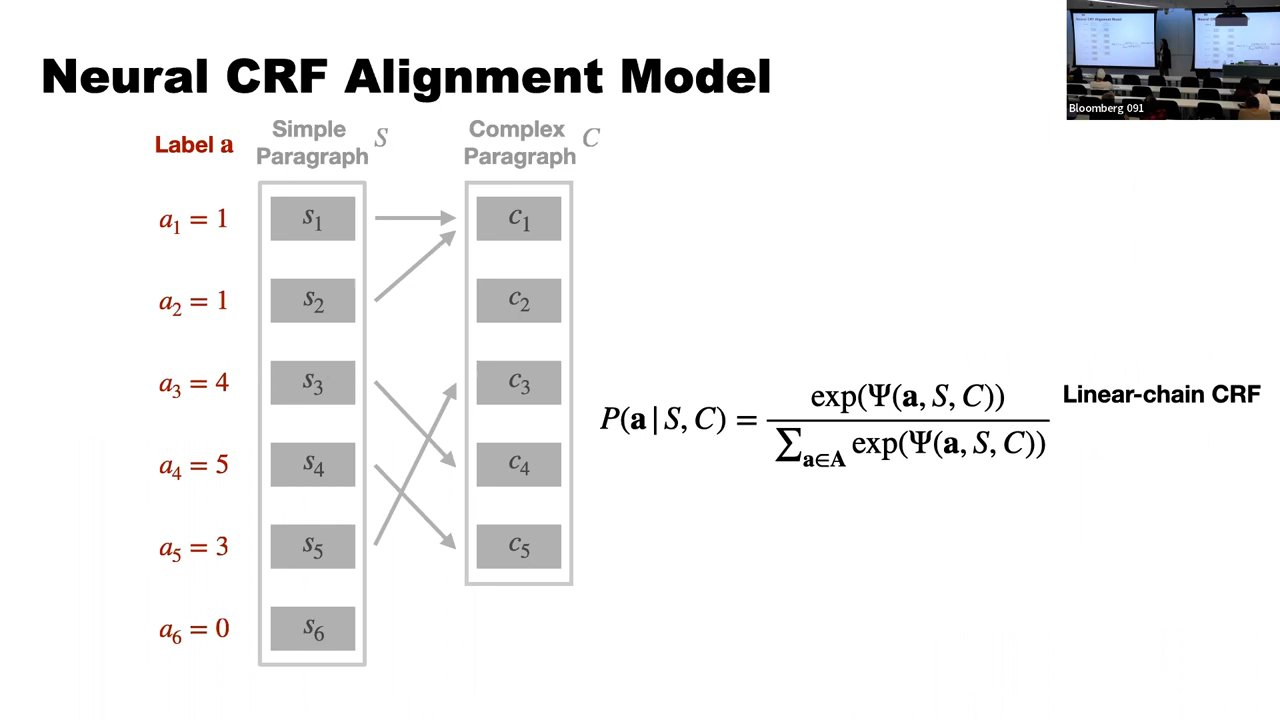 Neural CRF Alignment Model
Bloomberg 091
Label a
Simple Paragraph S
Complex Paragraph C
a₁ = 1 s₁ c₁
a₂ = 1 s₂ c₂
a₃ = 4 s₃ c₃
a₄ = 5 s₄ c₄
a₅ = 3 s₅ c₅
a₆ = 0 s₆
P(a | S, C) = exp(Ψ(a, S, C)) / ∑a∈A exp(Ψ(a, S, C))
Linear-chain CRF